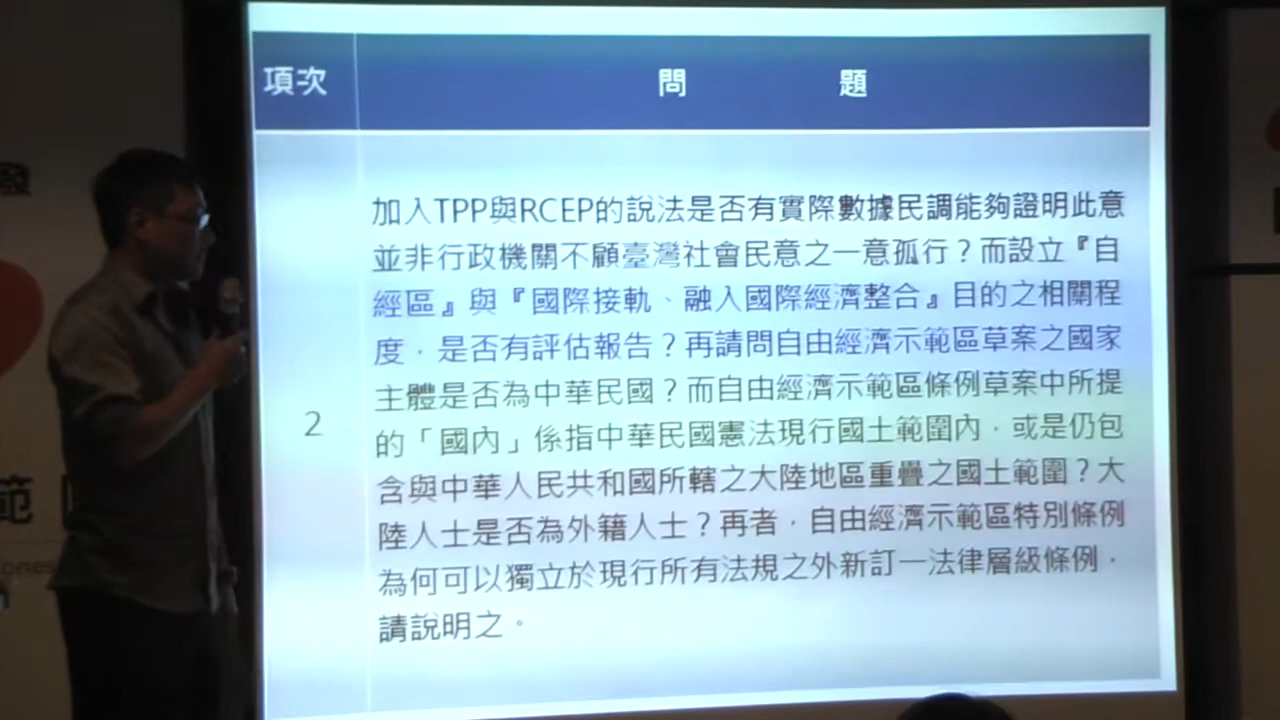 項次
問 題
2
加入TPP與RCEP的說法是否有實際數據民調能夠證明此意
並非行政機關不顧臺灣社會民意之一意孤行？而設立『自
經區』與『國際接軌、融入國際經濟整合』目的之相關程
度，是否有評估報告？再請問自由經濟示範區草案之國家
主體是否為中華民國？而自由經濟示範區條例草案中所提
的「國內」係指中華民國憲法現行國土範圍內，或是仍包
含與中華人民共和國所轄之大陸地區重疊之國土範圍？大
陸人士是否為外籍人士？再者，自由經濟示範區特別條例
為何可以獨立於現行所有法規之外新訂一法律層級條例，
請說明之。
發
範
ones